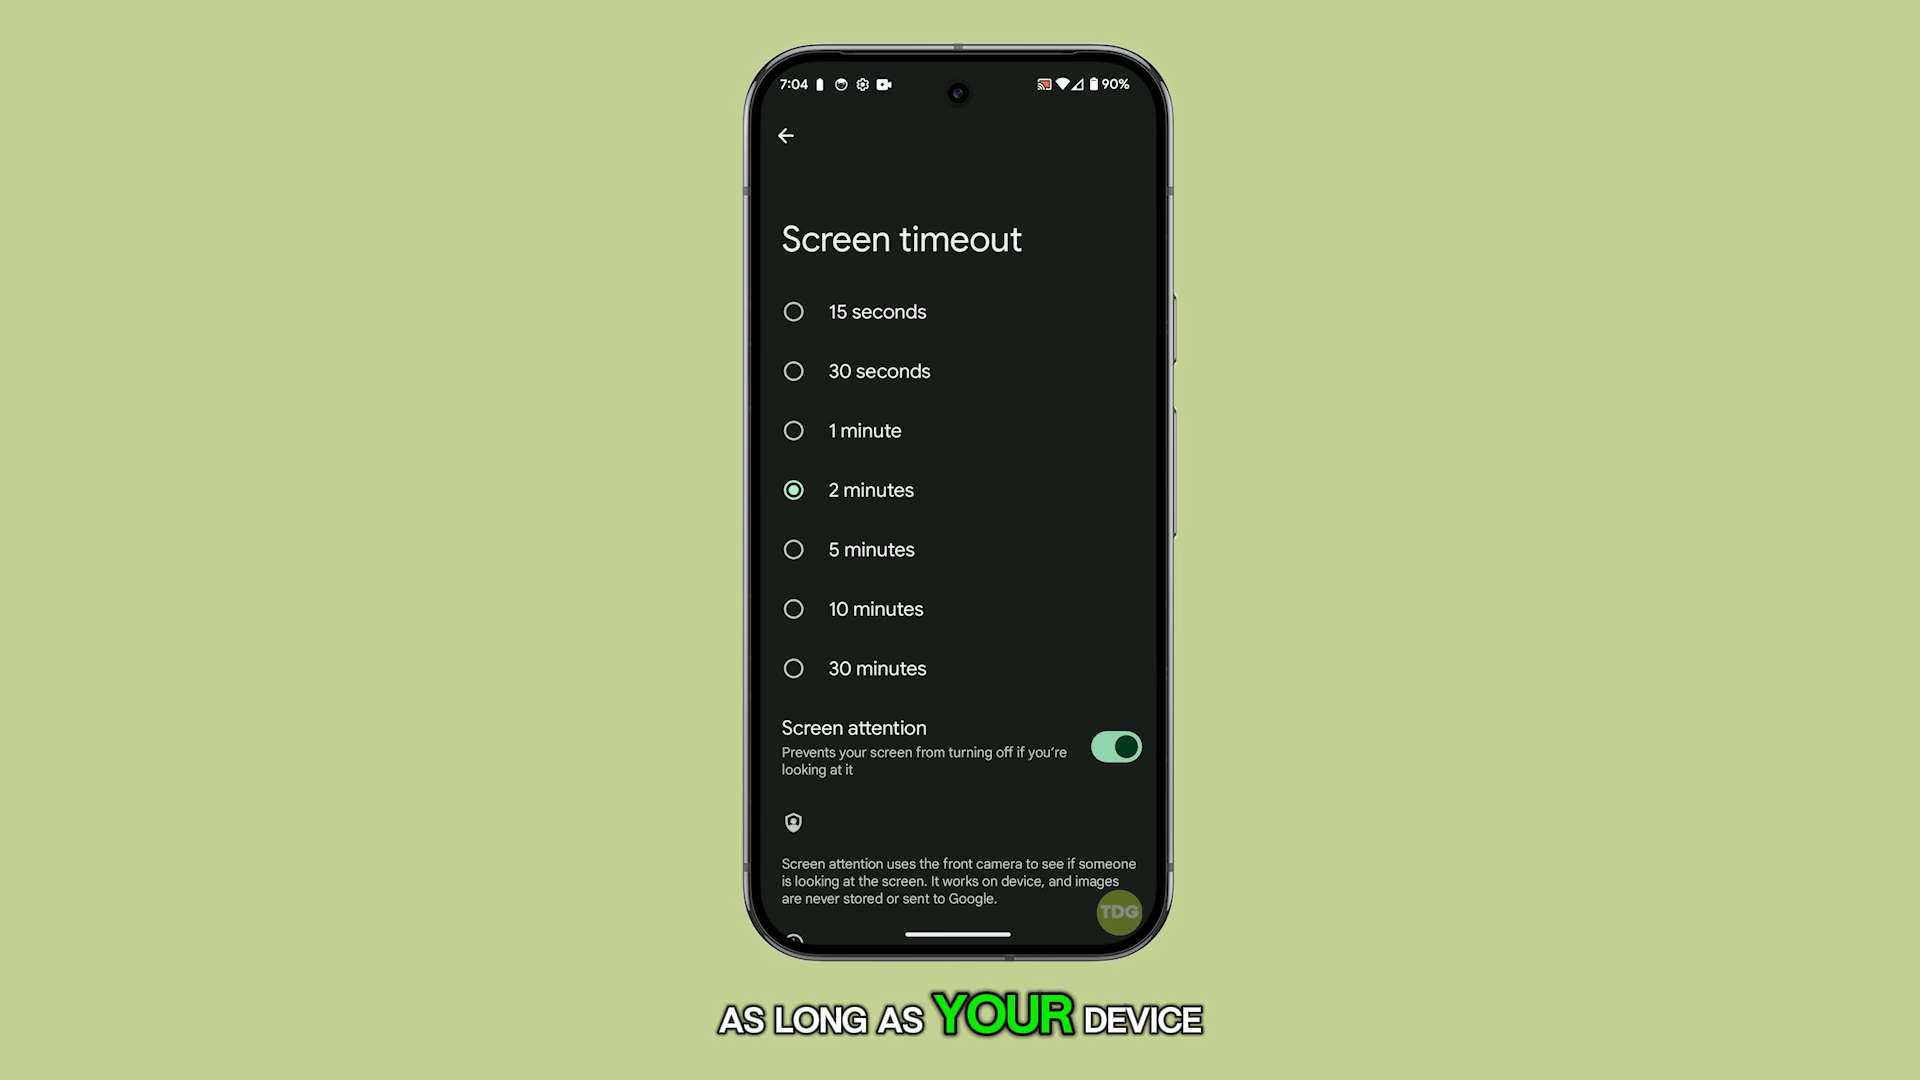 7:04
90%
Screen timeout
15 seconds
30 seconds
1 minute
2 minutes
5 minutes
10 minutes
30 minutes
Screen attention
Prevents your screen from turning off if you're
looking at it
Screen attention uses the front camera to see if someone
is looking at the screen. It works on device, and images
are never stored or sent to Google.
TDG
AS LONG AS YOUR DEVICE